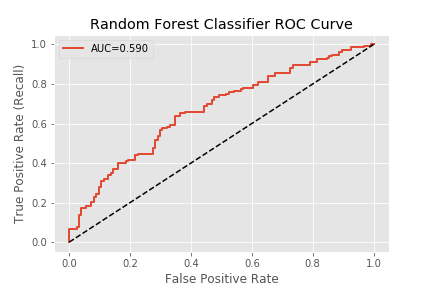 Random Forest Classifier ROC Curve
AUC=0.590
1.0
0.8
0.6
0.4
0.2
0.0
True Positive Rate (Recall)
0.0 0.2 0.4 0.6 0.8 1.0
False Positive Rate